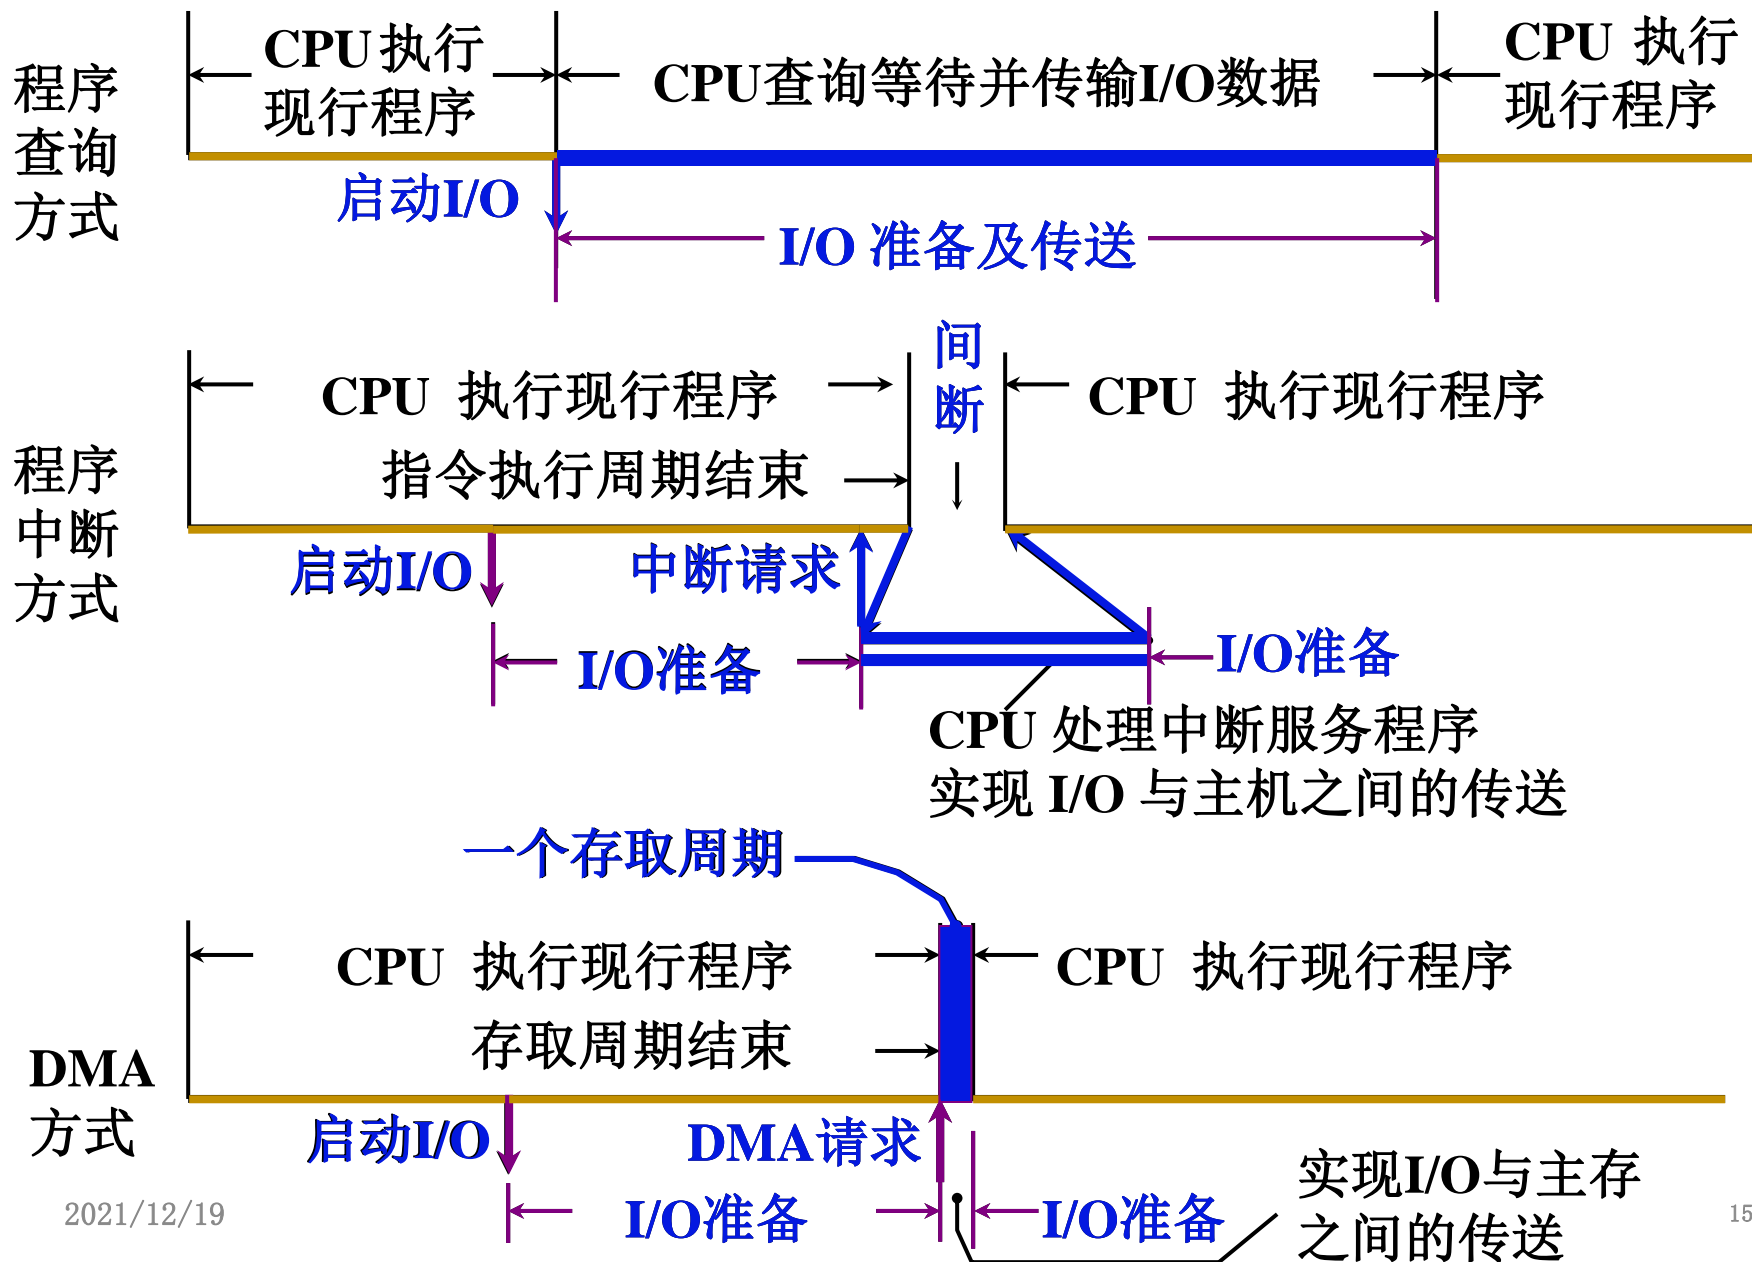 程序
查询
方式
CPU执行
现行程序
CPU查询等待并传输I/O数据
CPU 执行
现行程序
启动I/O
I/O 准备及传送
程序
中断
方式
CPU 执行现行程序
间
断
CPU 执行现行程序
指令执行周期结束
启动I/O
中断请求
I/O准备
I/O准备
CPU 处理中断服务程序
实现 I/O 与主机之间的传送
一个存取周期
DMA
方式
CPU 执行现行程序
CPU 执行现行程序
存取周期结束
启动I/O
DMA请求
I/O准备
I/O准备
实现I/O与主存
之间的传送
2021/12/19
15